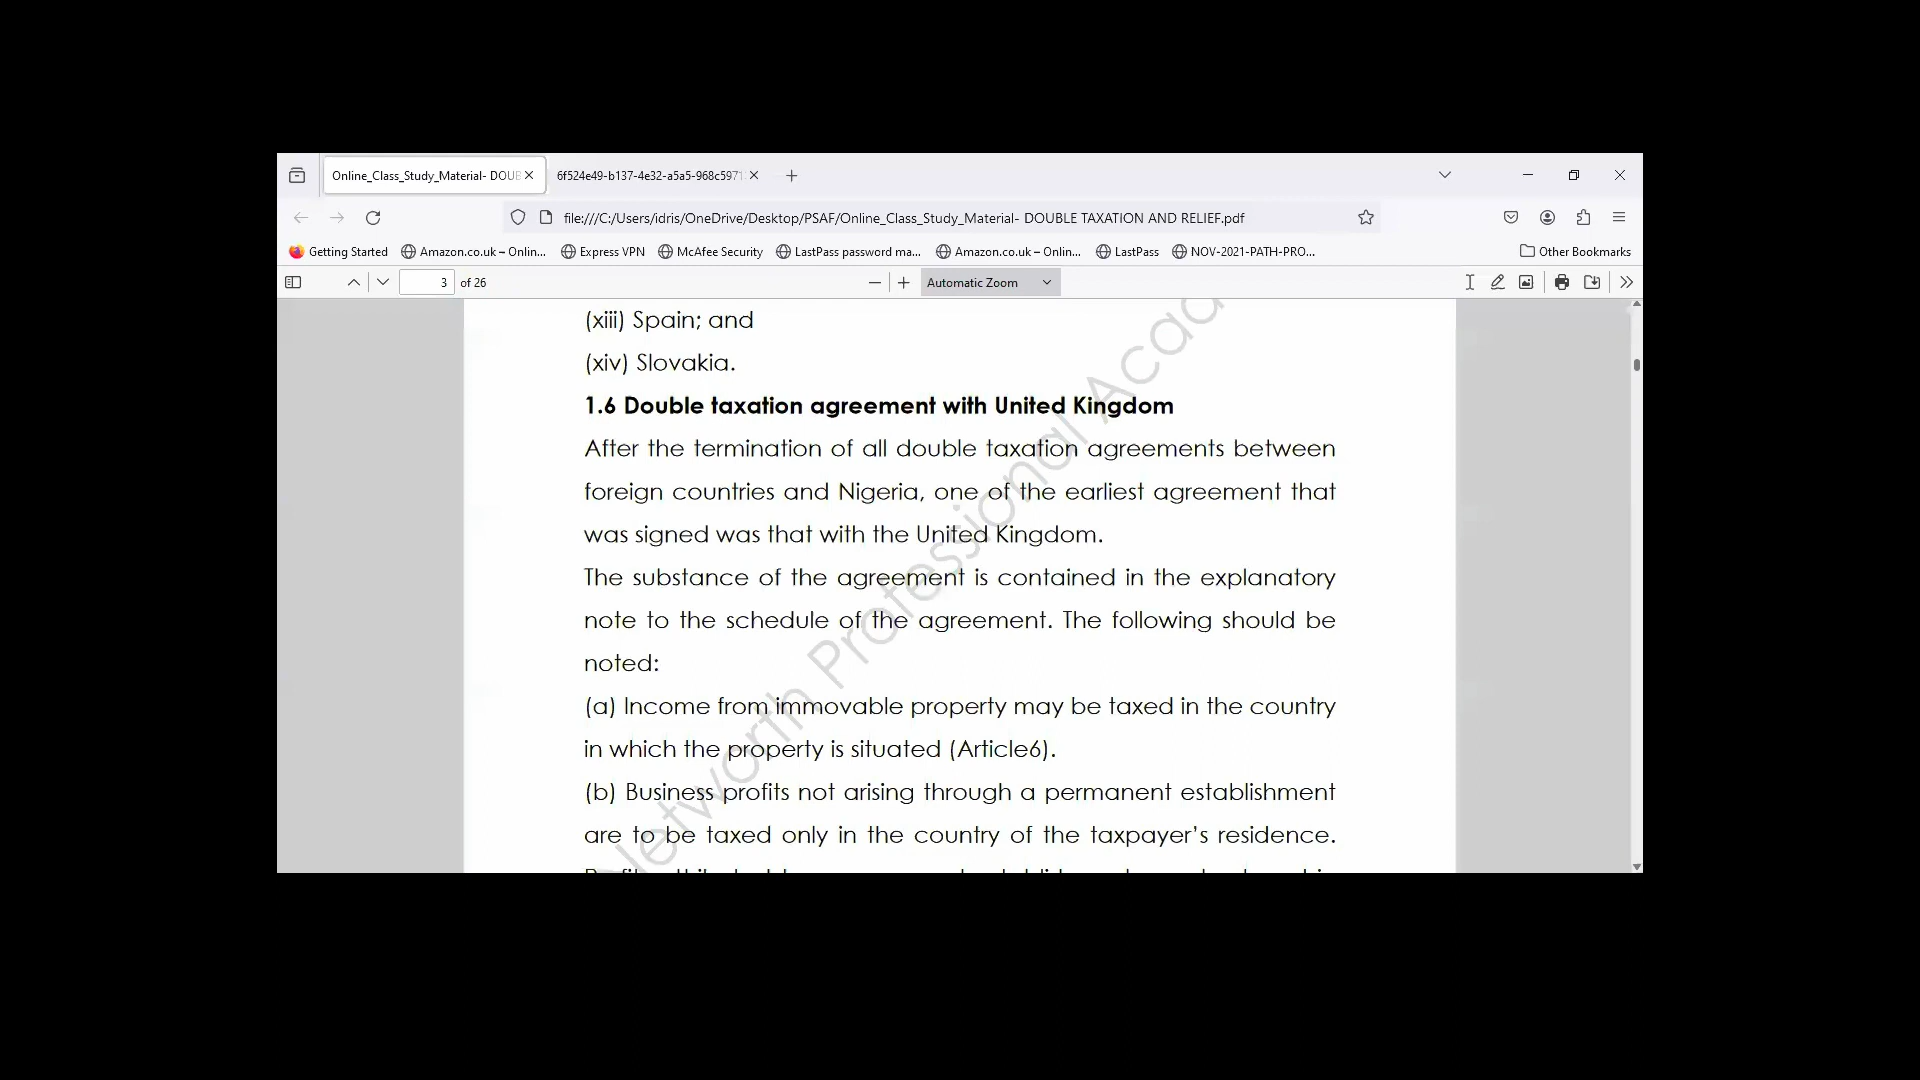 Online_Class_Study_Material- DOUB
6f524e49-b137-4e32-a5a5-968c5971
file:///C:/Users/idris/OneDrive/Desktop/PSAF/Online_Class_Study_Material- DOUBLE TAXATION AND RELIEF.pdf
Getting Started Amazon.co.uk – Onlin... Express VPN McAfee Security LastPass password ma... Amazon.co.uk – Onlin... LastPass NOV-2021-PATH-PRO... Other Bookmarks
3 of 26 Automatic Zoom
(xiii) Spain; and
(xiv) Slovakia.
1.6 Double taxation agreement with United Kingdom
After the termination of all double taxation agreements between
foreign countries and Nigeria, one of the earliest agreement that
was signed was that with the United Kingdom.
The substance of the agreement is contained in the explanatory
note to the schedule of the agreement. The following should be
noted:
(a) Income from immovable property may be taxed in the country
in which the property is situated (Article6).
(b) Business profits not arising through a permanent establishment
are to be taxed only in the country of the taxpayer’s residence.
Networth Professional Acad